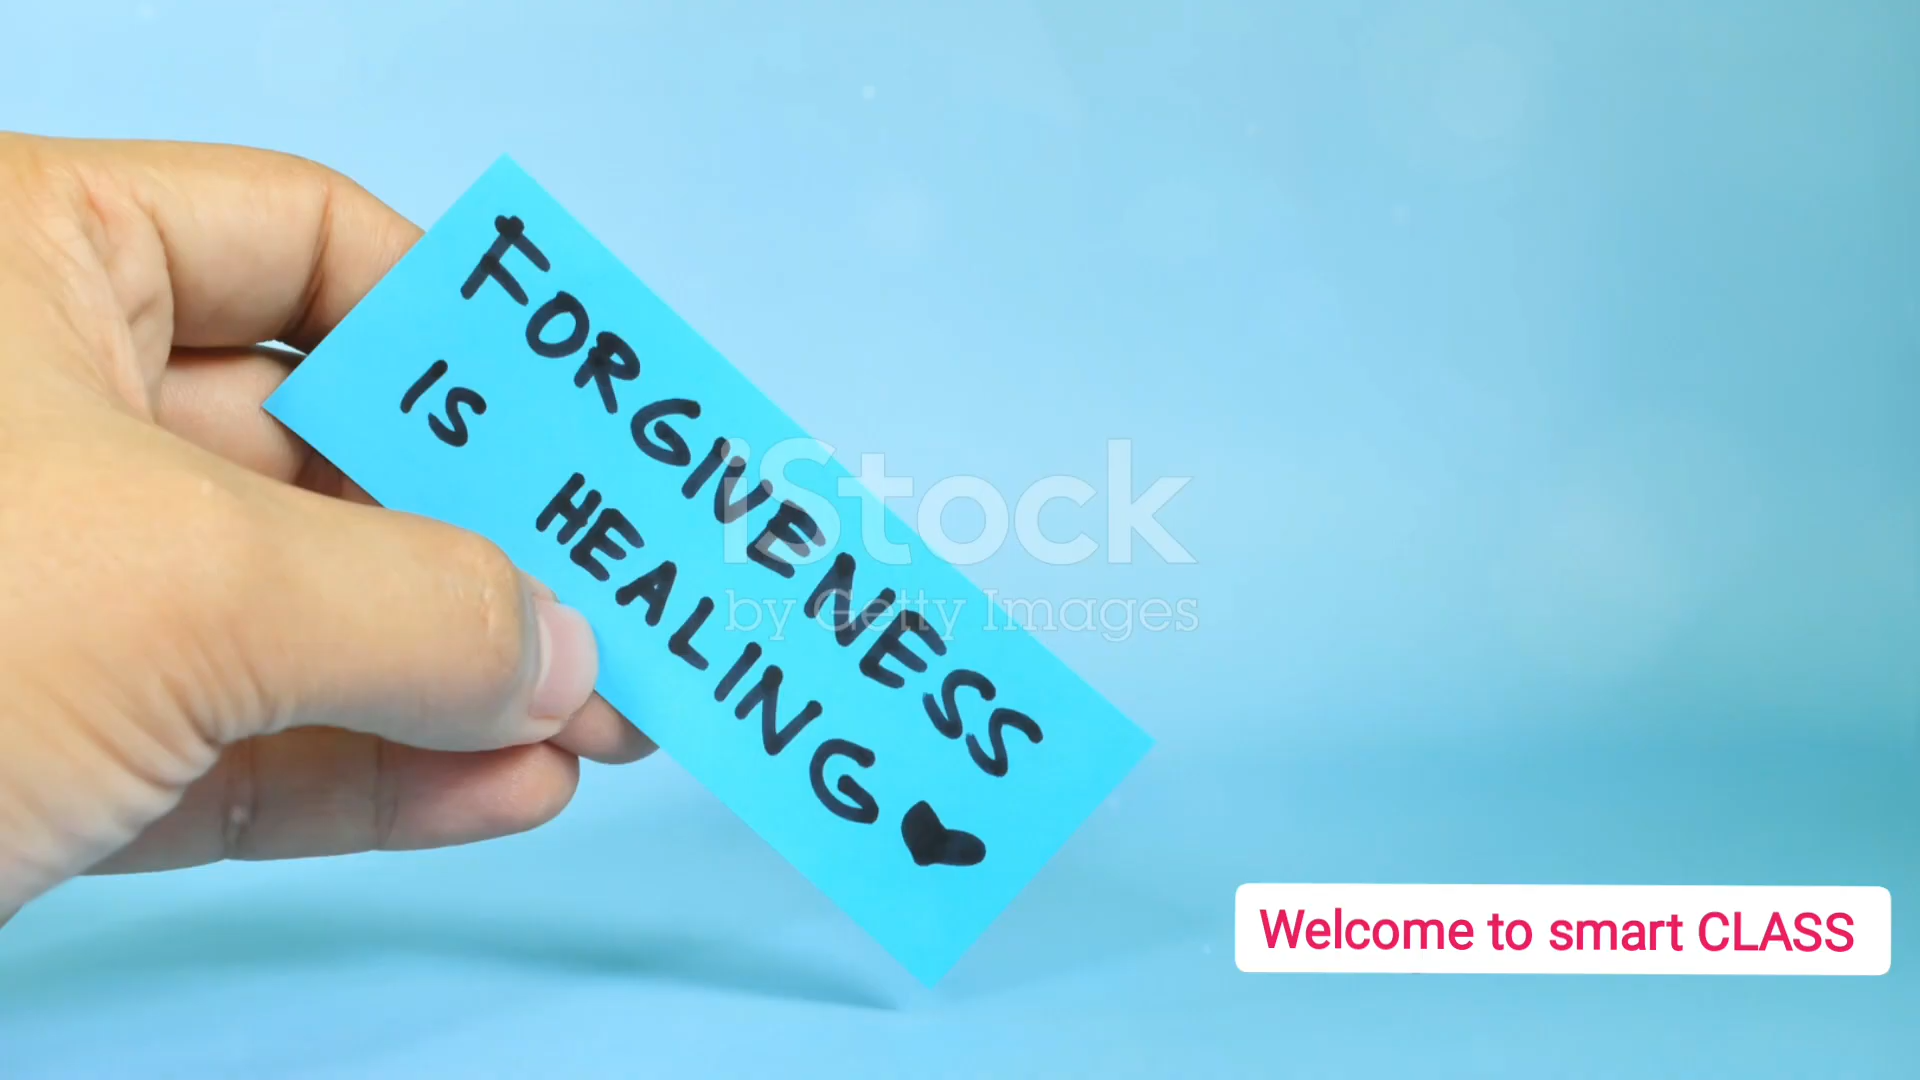 FORGIVENESS
IS HEALING
iStock
by Getty Images
Welcome to smart CLASS